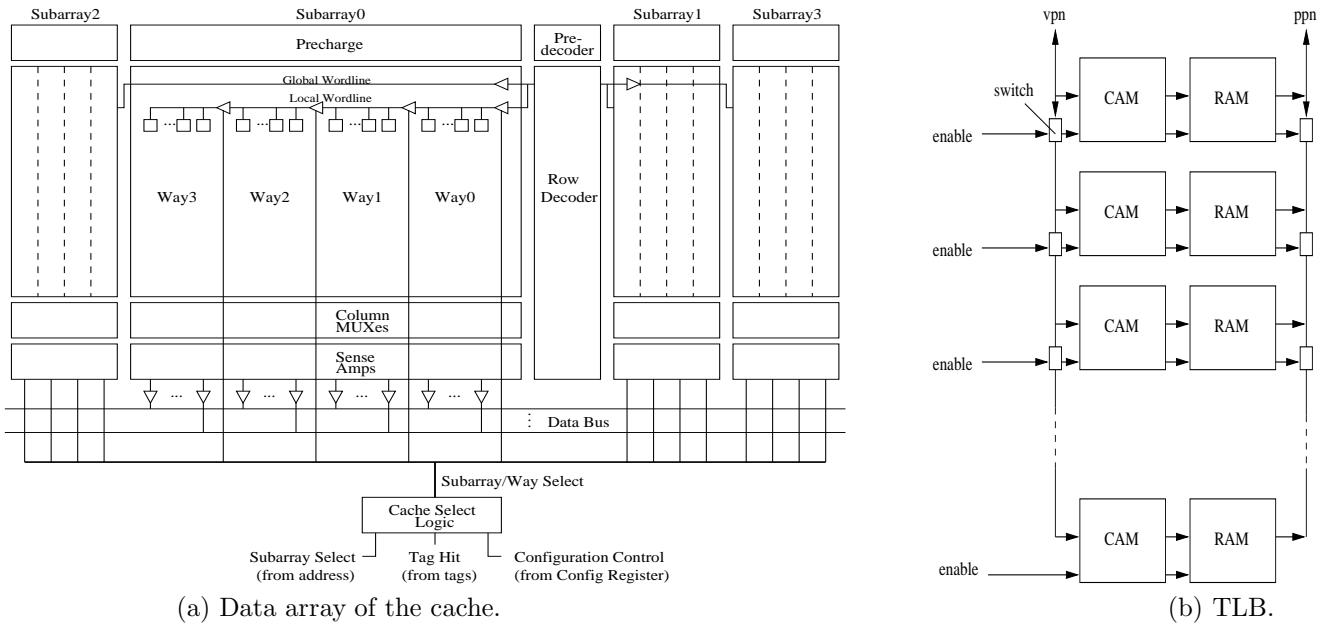 Subarray2 Subarray0 Subarray1 Subarray3
Precharge
Pre-
decoder
Global Wordline
Local Wordline
... ... ... ...
Way3 Way2 Way1 Way0
Row
Decoder
Column
MUXes
Sense
Amps
... ... ... ...
Data Bus
Subarray/Way Select
Cache Select
Logic
Subarray Select
(from address)
Tag Hit
(from tags)
Configuration Control
(from Config Register)
(a) Data array of the cache.
vpn ppn
switch
CAM RAM
enable
CAM RAM
enable
CAM RAM
enable
CAM RAM
enable
(b) TLB.